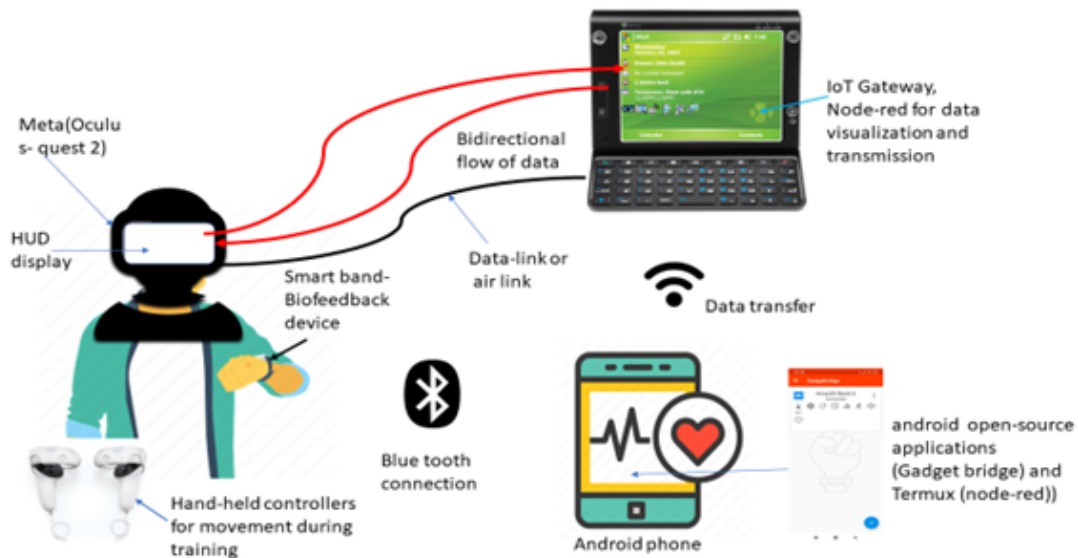 Start
Meta(Oculu
s- quest 2)
HUD
display
Bidirectional
flow of data
IoT Gateway,
Node-red for data
visualization and
transmission
Data-link or
air link
Smart band-
Biofeedback
device
Data transfer
Blue tooth
connection
Hand-held controllers
for movement during
training
Android phone
android open-source
applications
(Gadget bridge) and
Termux (node-red))